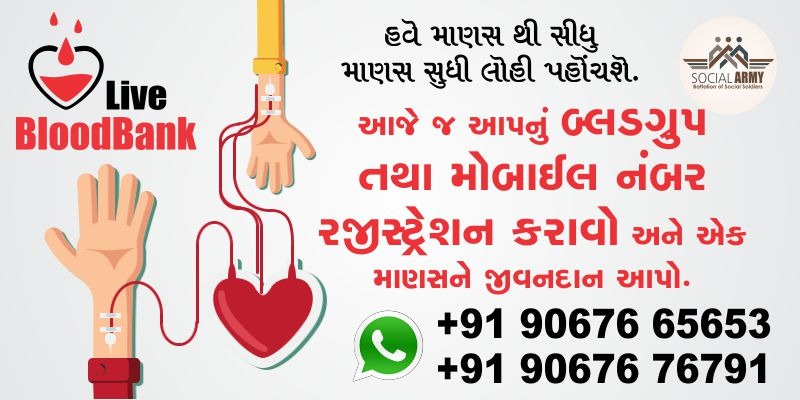 Live
BloodBank
હવે માણસ થી સીધુ
માણસ સુધી લોહી પહોંચશે.
SOCIAL ARMY
Battalion of Social Soldiers
આજે જ આપનું બ્લડગ્રુપ
તથા મોબાઈલ નંબર
રજીસ્ટ્રેશન કરાવો અને એક
માણસને જીવનદાન આપો.
+91 90676 65653
+91 90676 76791